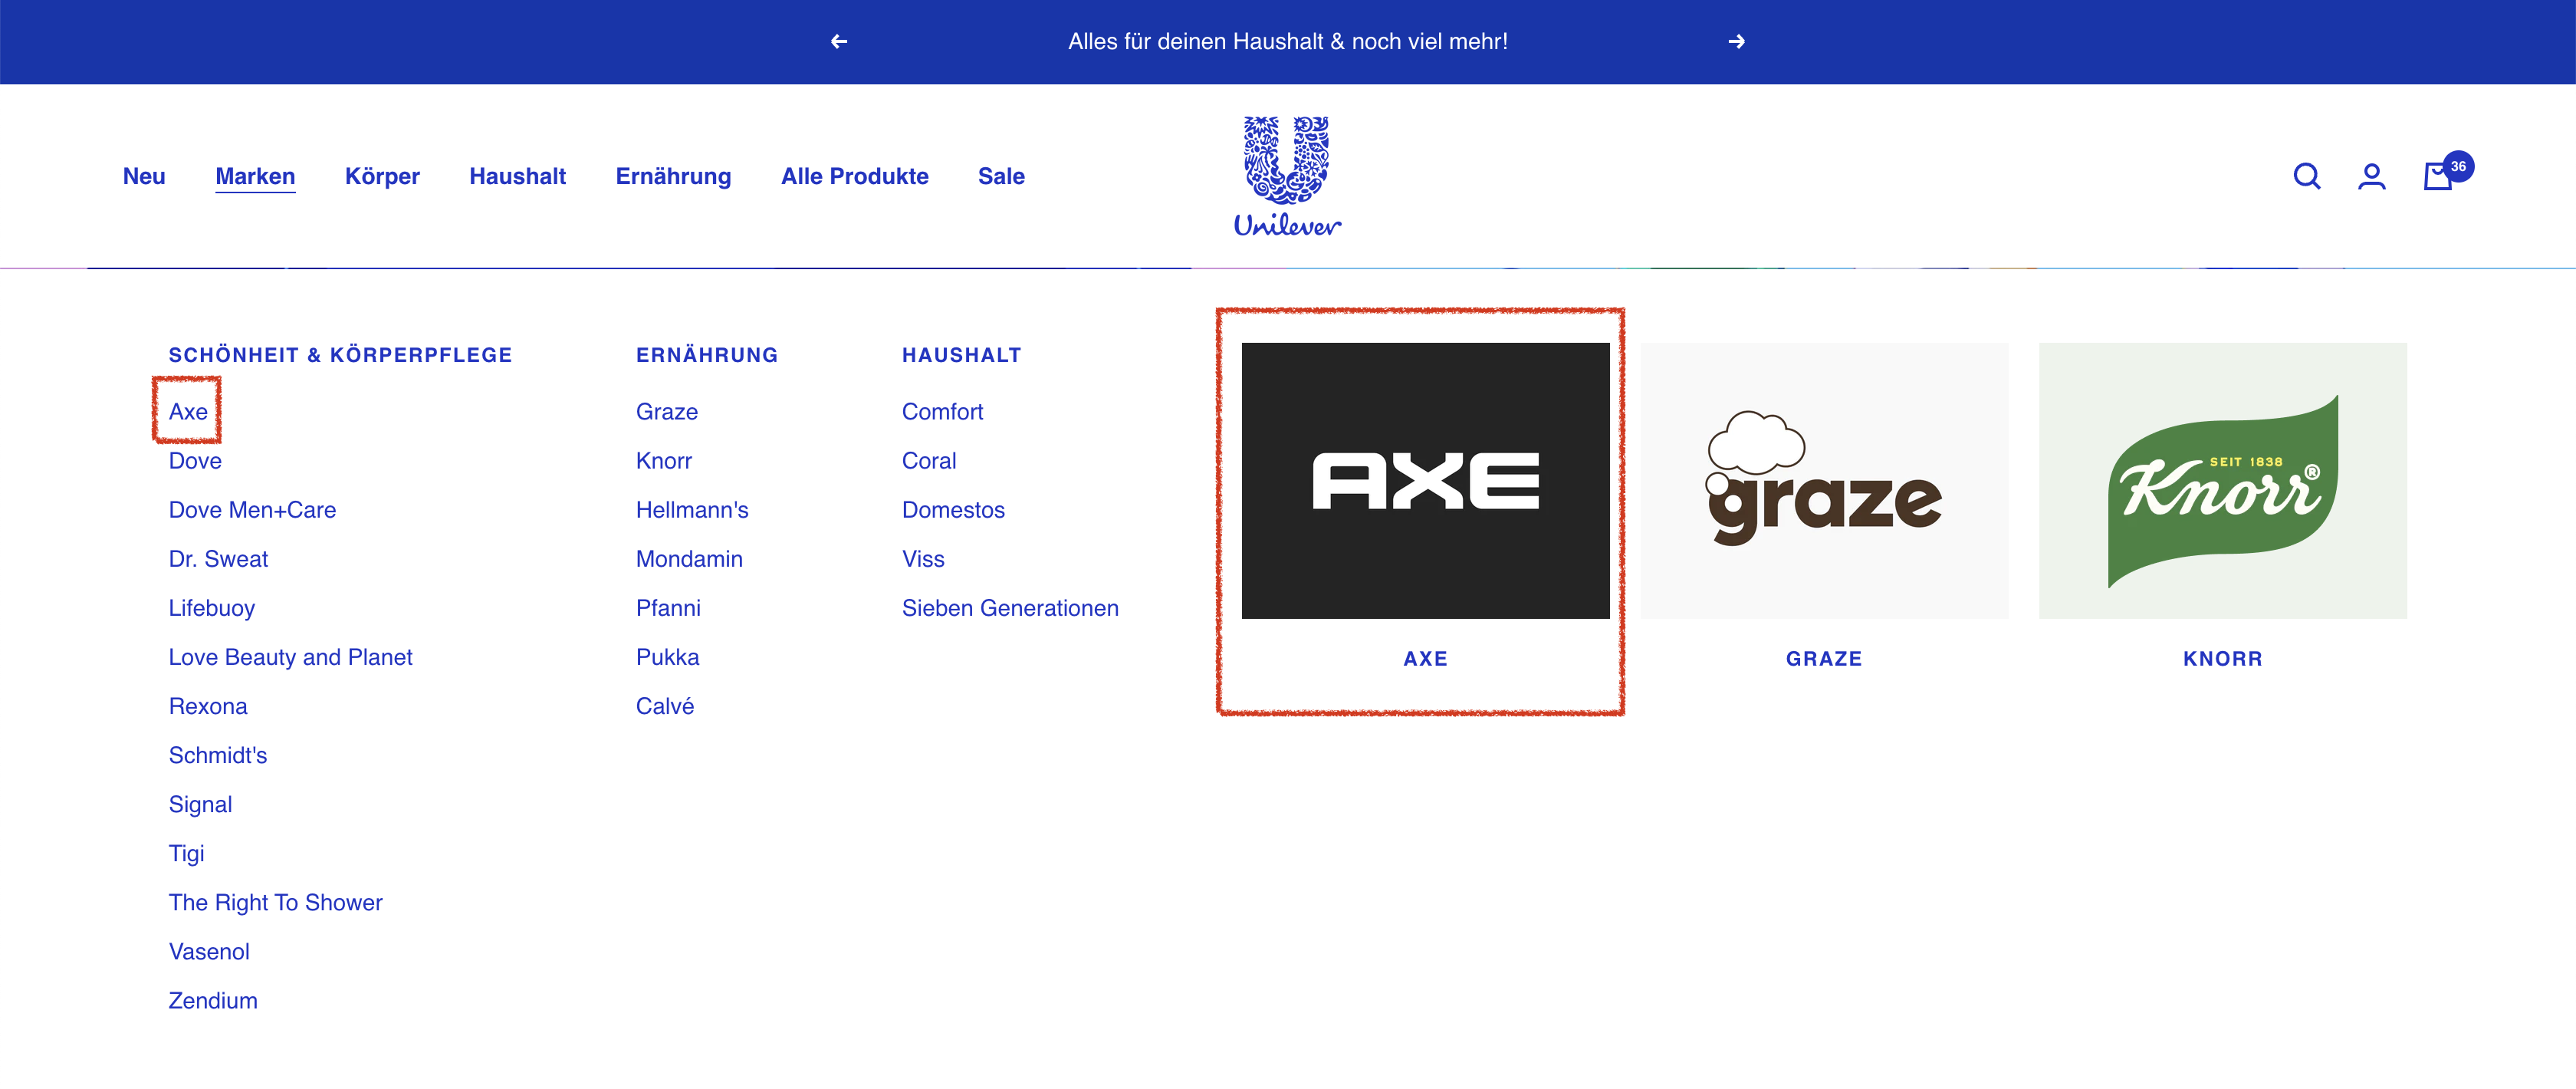 Alles für deinen Haushalt & noch viel mehr!
Neu Marken Körper Haushalt Ernährung Alle Produkte Sale
Unilever
36
SCHÖNHEIT & KÖRPERPFLEGE
Axe
Dove
Dove Men+Care
Dr. Sweat
Lifebuoy
Love Beauty and Planet
Rexona
Schmidt's
Signal
Tigi
The Right To Shower
Vasenol
Zendium
ERNÄHRUNG
Graze
Knorr
Hellmann's
Mondamin
Pfanni
Pukka
Calvé
HAUSHALT
Comfort
Coral
Domestos
Viss
Sieben Generationen
AXE
AXE
graze
GRAZE
SEIT 1838
Knorr®
KNORR